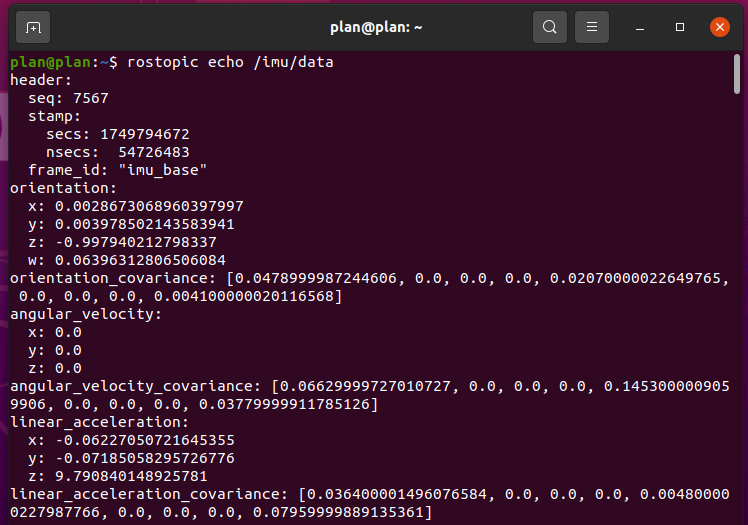 plan@plan: ~
plan@plan:~$ rostopic echo /imu/data
header:
  seq: 7567
  stamp:
    secs: 1749794672
    nsecs:  54726483
  frame_id: "imu_base"
orientation:
  x: 0.0028673068960397997
  y: 0.003978502143583941
  z: -0.997940212798337
  w: 0.06396312806506084
orientation_covariance: [0.0478999987244606, 0.0, 0.0, 0.0, 0.02070000022649765,
 0.0, 0.0, 0.0, 0.004100000020116568]
angular_velocity:
  x: 0.0
  y: 0.0
  z: 0.0
angular_velocity_covariance: [0.06629999727010727, 0.0, 0.0, 0.0, 0.145300000905
9906, 0.0, 0.0, 0.0, 0.03779999911785126]
linear_acceleration:
  x: -0.06227050721645355
  y: -0.07185058295726776
  z: 9.790840148925781
linear_acceleration_covariance: [0.036400001496076584, 0.0, 0.0, 0.0, 0.00480000
0227987766, 0.0, 0.0, 0.0, 0.07959999889135361]